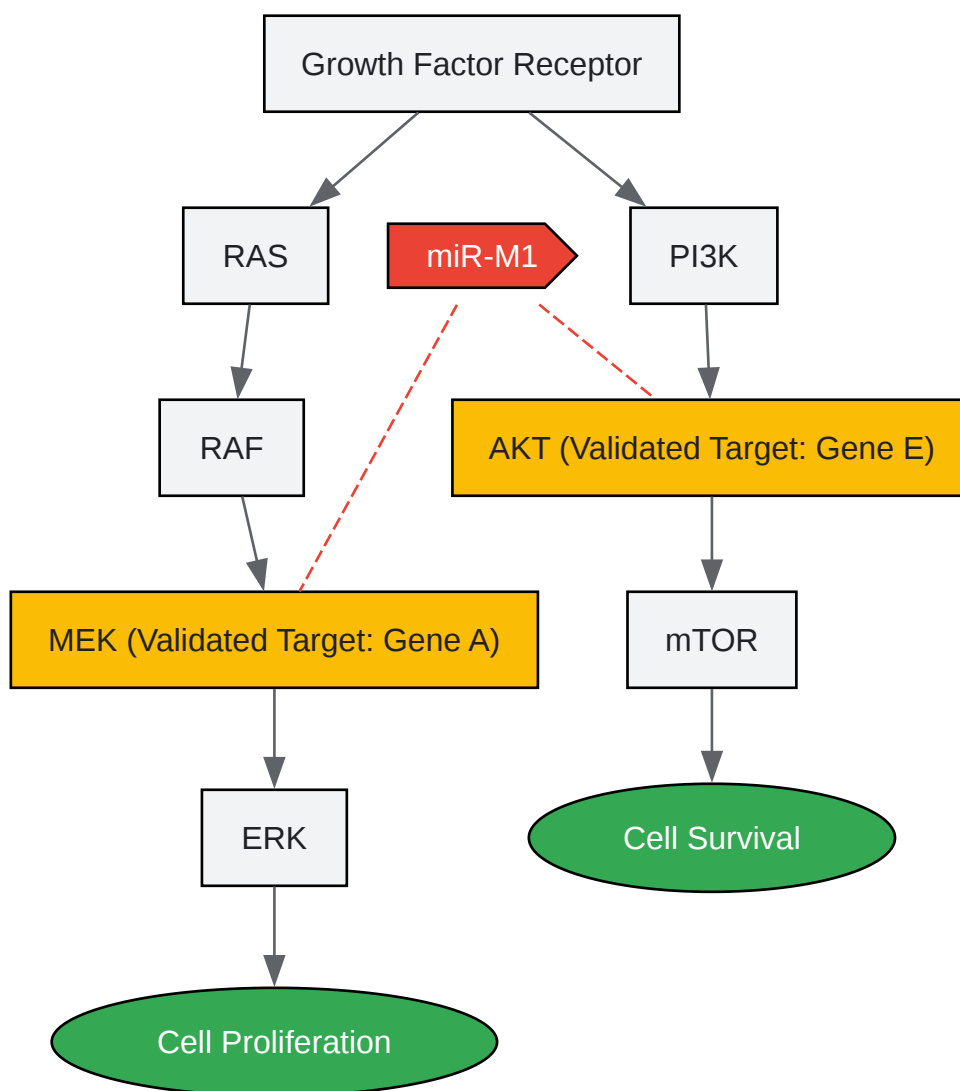 Growth Factor Receptor
RAS
miR-M1
PI3K
RAF
AKT (Validated Target: Gene E)
MEK (Validated Target: Gene A)
mTOR
ERK
Cell Survival
Cell Proliferation